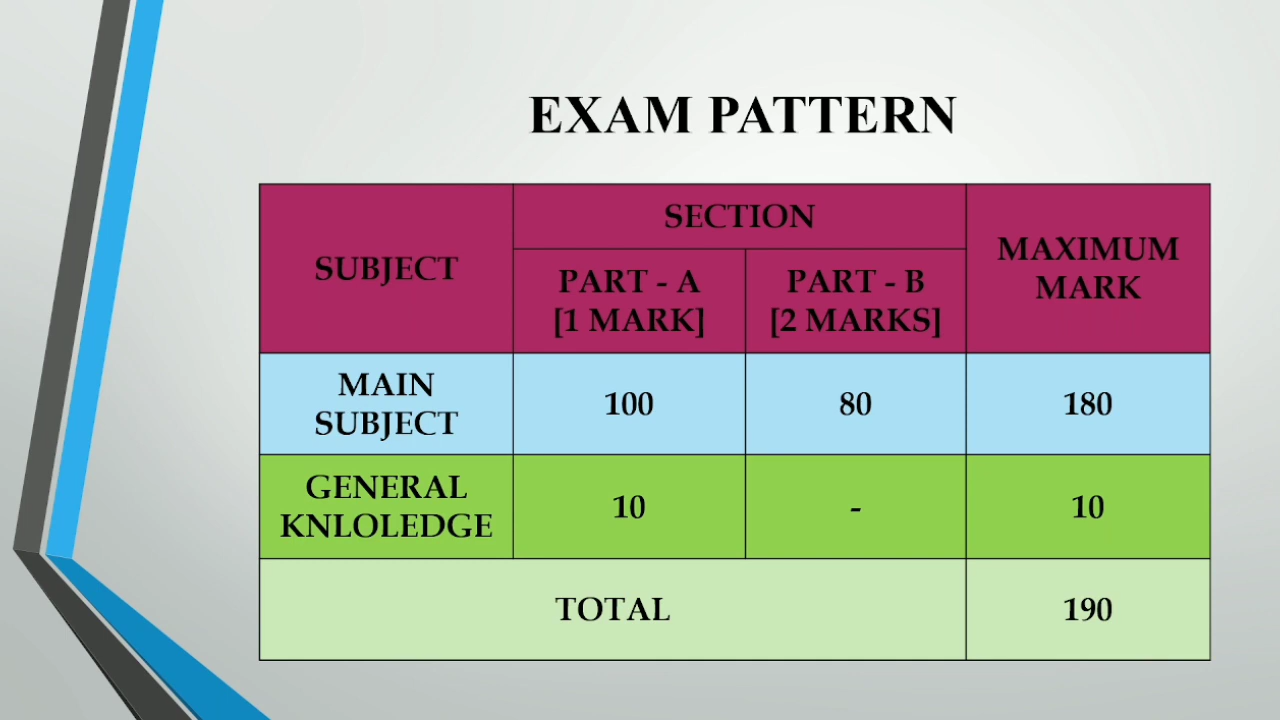 EXAM PATTERN
SUBJECT
SECTION
MAXIMUM
MARK
PART - A
[1 MARK]
PART - B
[2 MARKS]
MAIN
SUBJECT
100
80
180
GENERAL
KNLOLEDGE
10
-
10
TOTAL
190